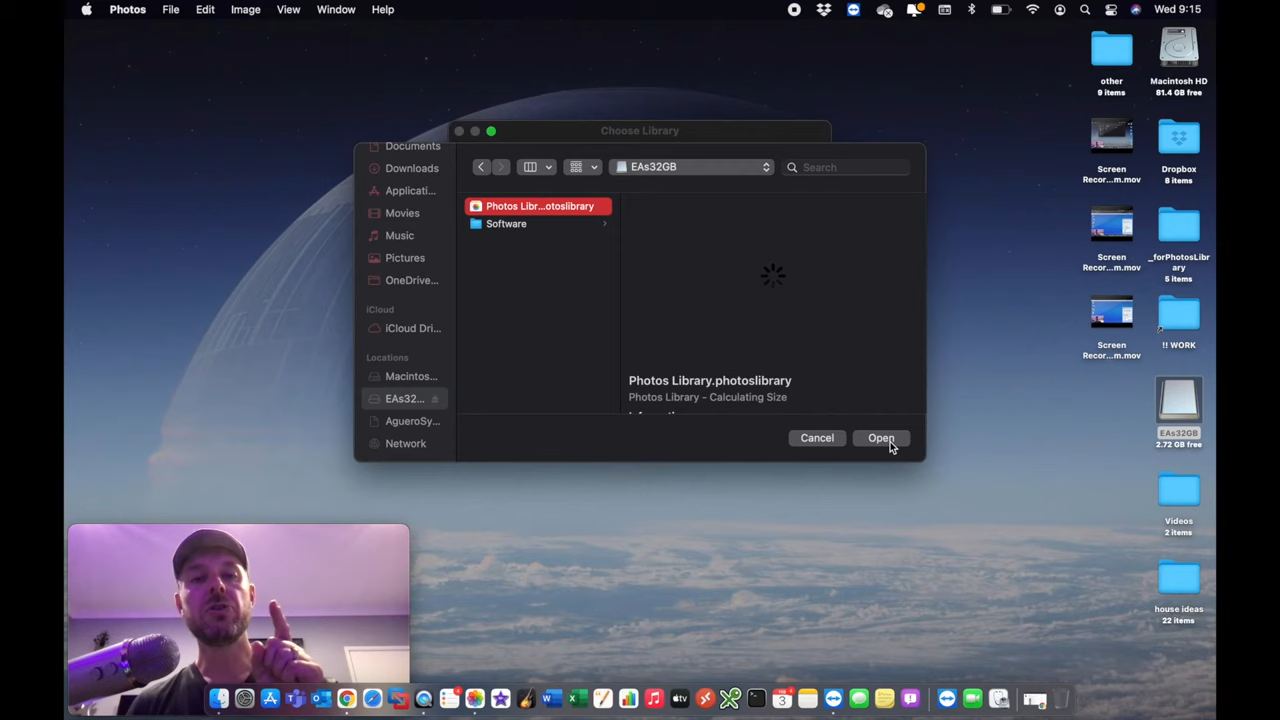 Photos File Edit Image View Window Help
Wed 9:15
other
9 items
Macintosh HD
81.4 GB free
Screen
Recor...m.mov
Dropbox
8 items
Screen
Recor...m.mov
_forPhotosLibr
ary
5 items
Screen
Recor...m.mov
!! WORK
EAs32GB
2.72 GB free
Videos
2 items
house ideas
22 items
Choose Library
Documents
Downloads
Applicati...
Movies
Music
Pictures
OneDrive...
iCloud
iCloud Dri...
Locations
Macintos...
EAs32...
AgueroSy...
Network
EAs32GB
Search
Photos Libr...otoslibrary
Software
Photos Library.photoslibrary
Photos Library - Calculating Size
Cancel Open